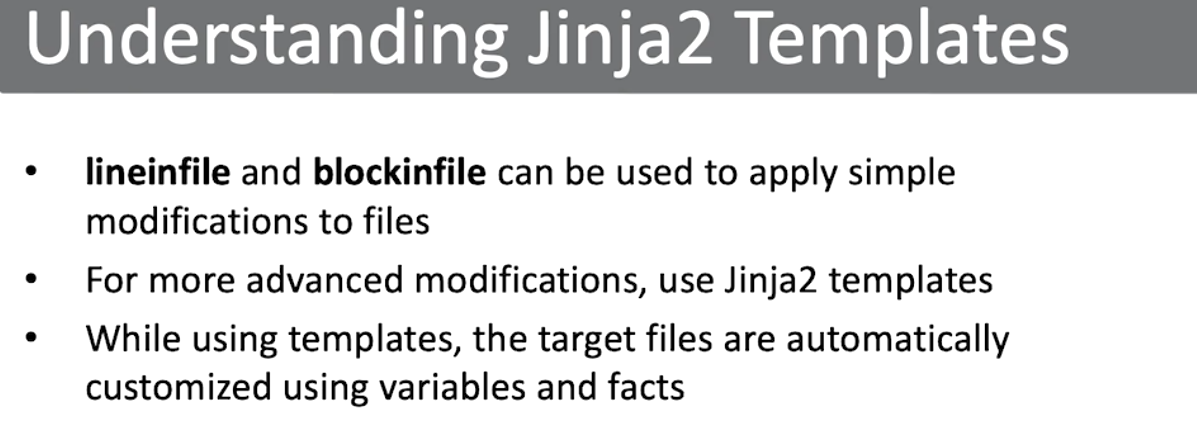 Understanding Jinja2 Templates
• lineinfile and blockinfile can be used to apply simple
modifications to files
• For more advanced modifications, use Jinja2 templates
• While using templates, the target files are automatically
customized using variables and facts